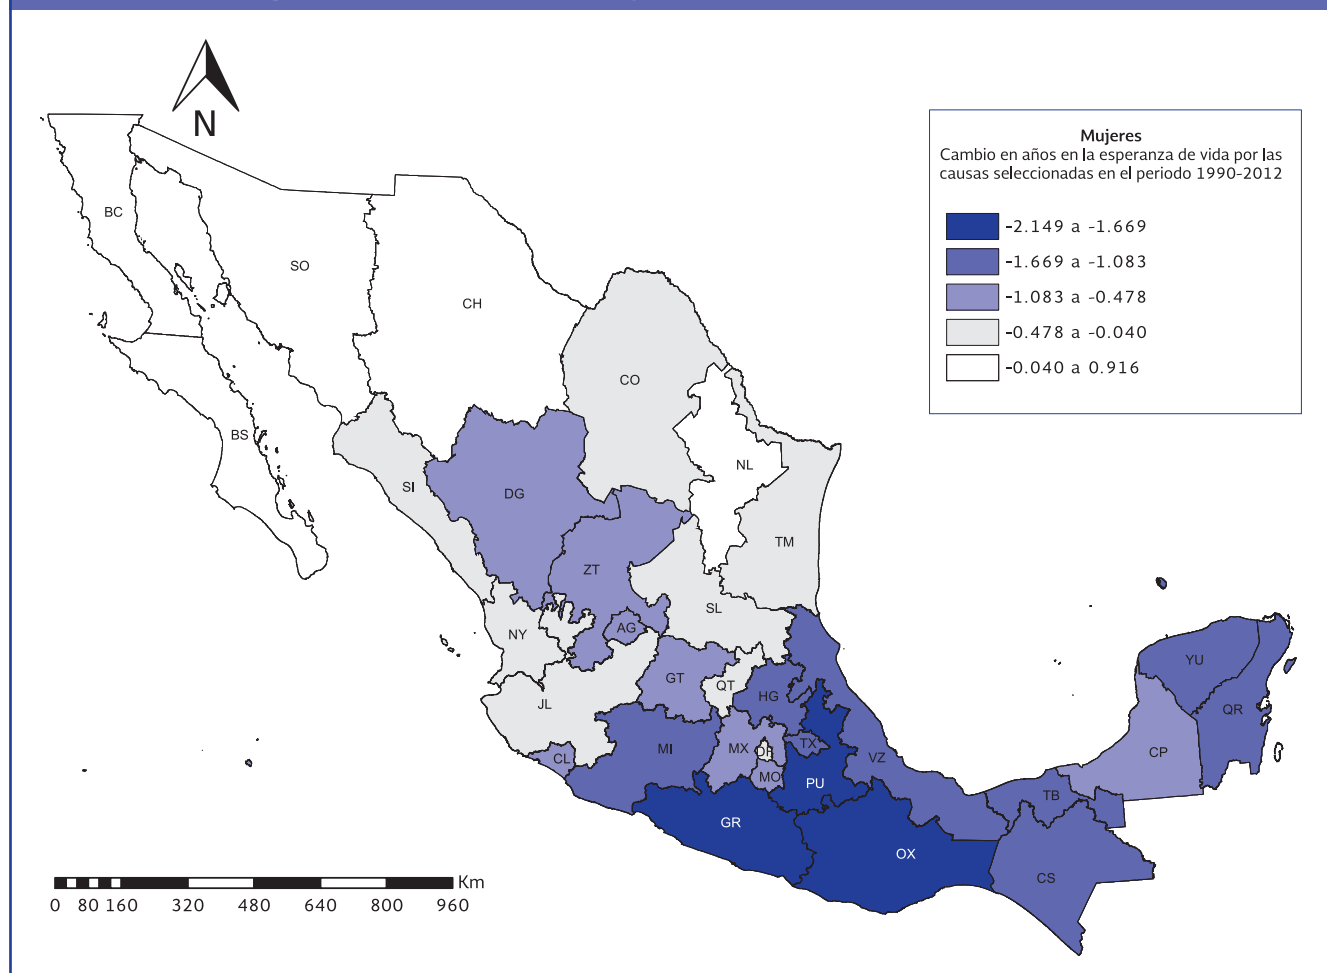 N
Mujeres
Cambio en años en la esperanza de vida por las
causas seleccionadas en el periodo 1990-2012
-2.149 a -1.669
-1.669 a -1.083
-1.083 a -0.478
-0.478 a -0.040
-0.040 a 0.916
BC
SO
CH
CO
BS
NL
SI
DG
TM
ZT
SL
AG
NY
YU
GT
QT
HG
JL
QR
TX
MI
MX
DF
CL
VZ
CP
MO
PU
TB
GR
OX
CS
Km
0 80 160 320 480 640 800 960